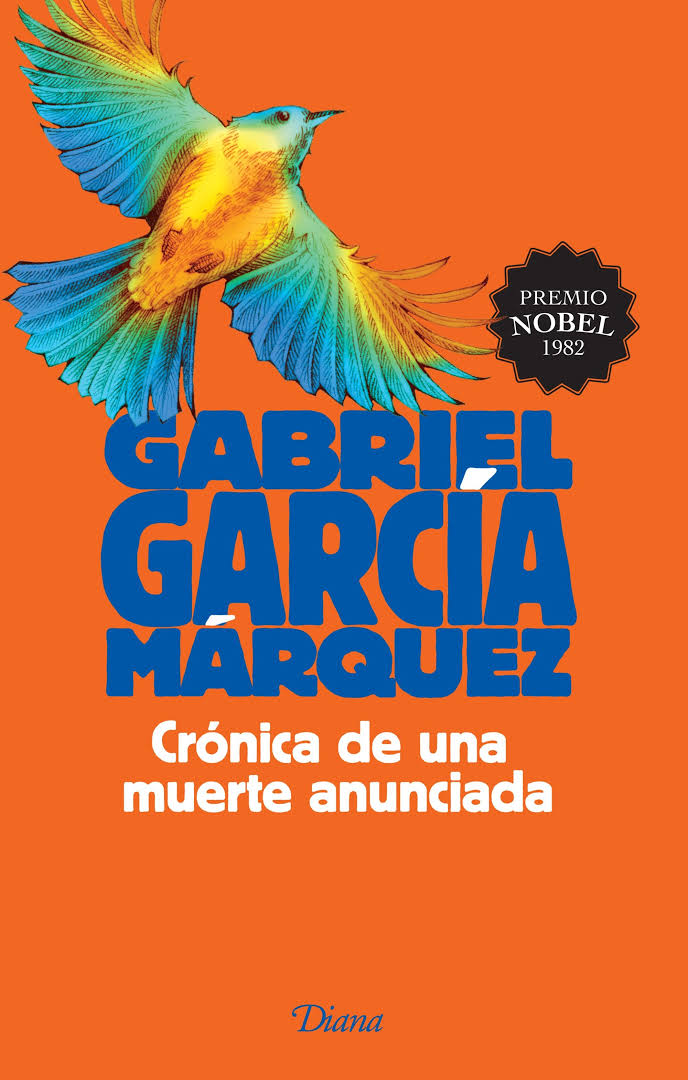 PREMIO
NOBEL
1982
GABRIEL
GARCÍA
MÁRQUEZ
Crónica de una
muerte anunciada
Diana